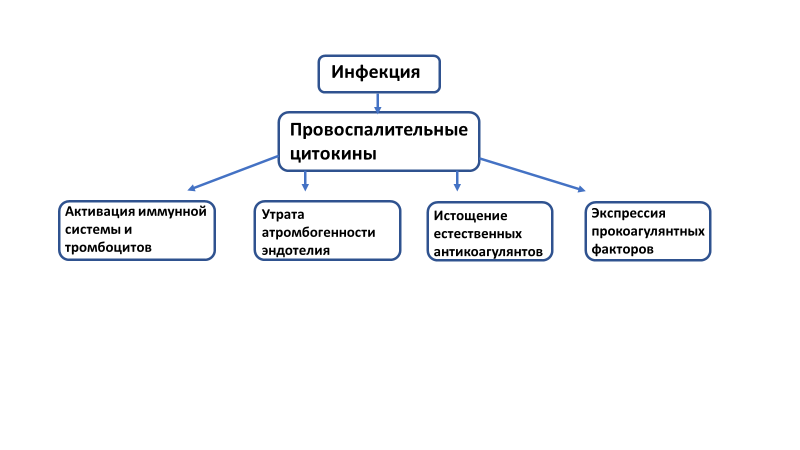 Инфекция
Провоспалительные
цитокины
Активация иммунной
системы и
тромбоцитов
Утрата
атромбогенности
эндотелия
Истощение
естественных
антикоагулянтов
Экспрессия
прокоагулянтных
факторов